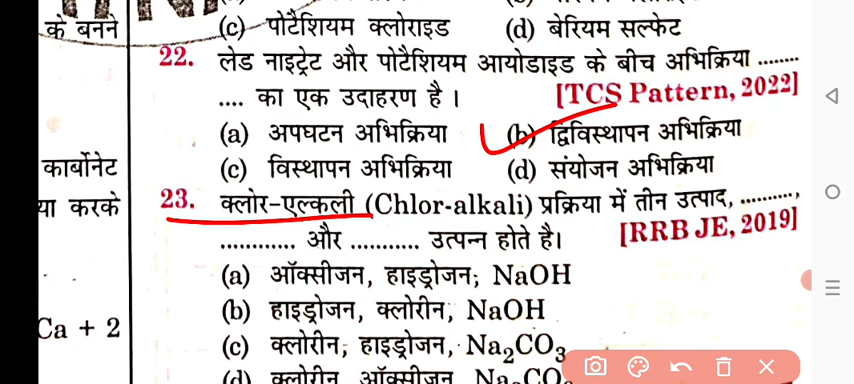 के बनने
(c) पोटैशियम क्लोराइड (d) बेरियम सल्फेट
22. लेड नाइट्रेट और पोटैशियम आयोडाइड के बीच अभिक्रिया ........
.... का एक उदाहरण है। [TCS Pattern, 2022]
(a) अपघटन अभिक्रिया (b) द्विविस्थापन अभिक्रिया
कार्बोनेट
(c) विस्थापन अभिक्रिया (d) संयोजन अभिक्रिया
या करके
23. क्लोर-एल्कली (Chlor-alkali) प्रक्रिया में तीन उत्पाद, ..........,
............ और ........... उत्पन्न होते है। [RRB JE, 2019]
(a) ऑक्सीजन, हाइड्रोजन, NaOH
(b) हाइड्रोजन, क्लोरीन, NaOH
Ca + 2
(c) क्लोरीन, हाइड्रोजन, Na₂CO₃
(d) क्लोरीन, ऑक्सीजन,